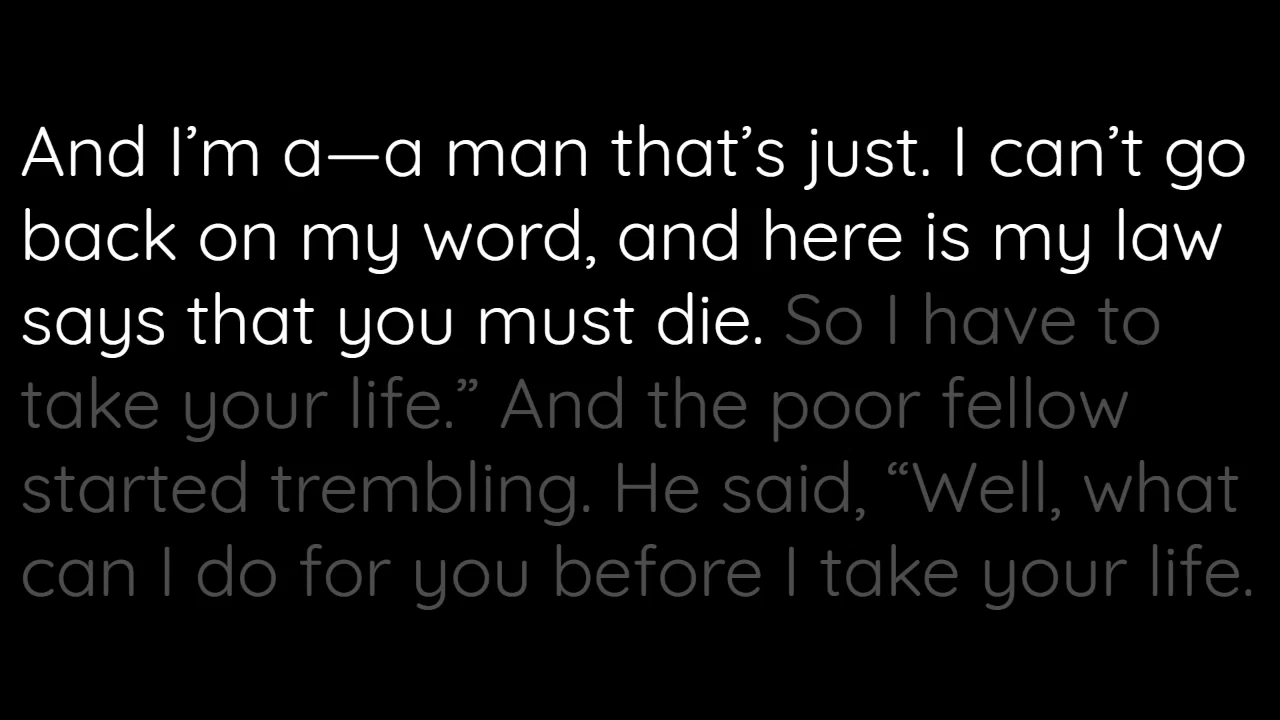 And I’m a—a man that’s just. I can’t go
back on my word, and here is my law
says that you must die. So I have to
take your life.” And the poor fellow
started trembling. He said, “Well, what
can I do for you before I take your life.